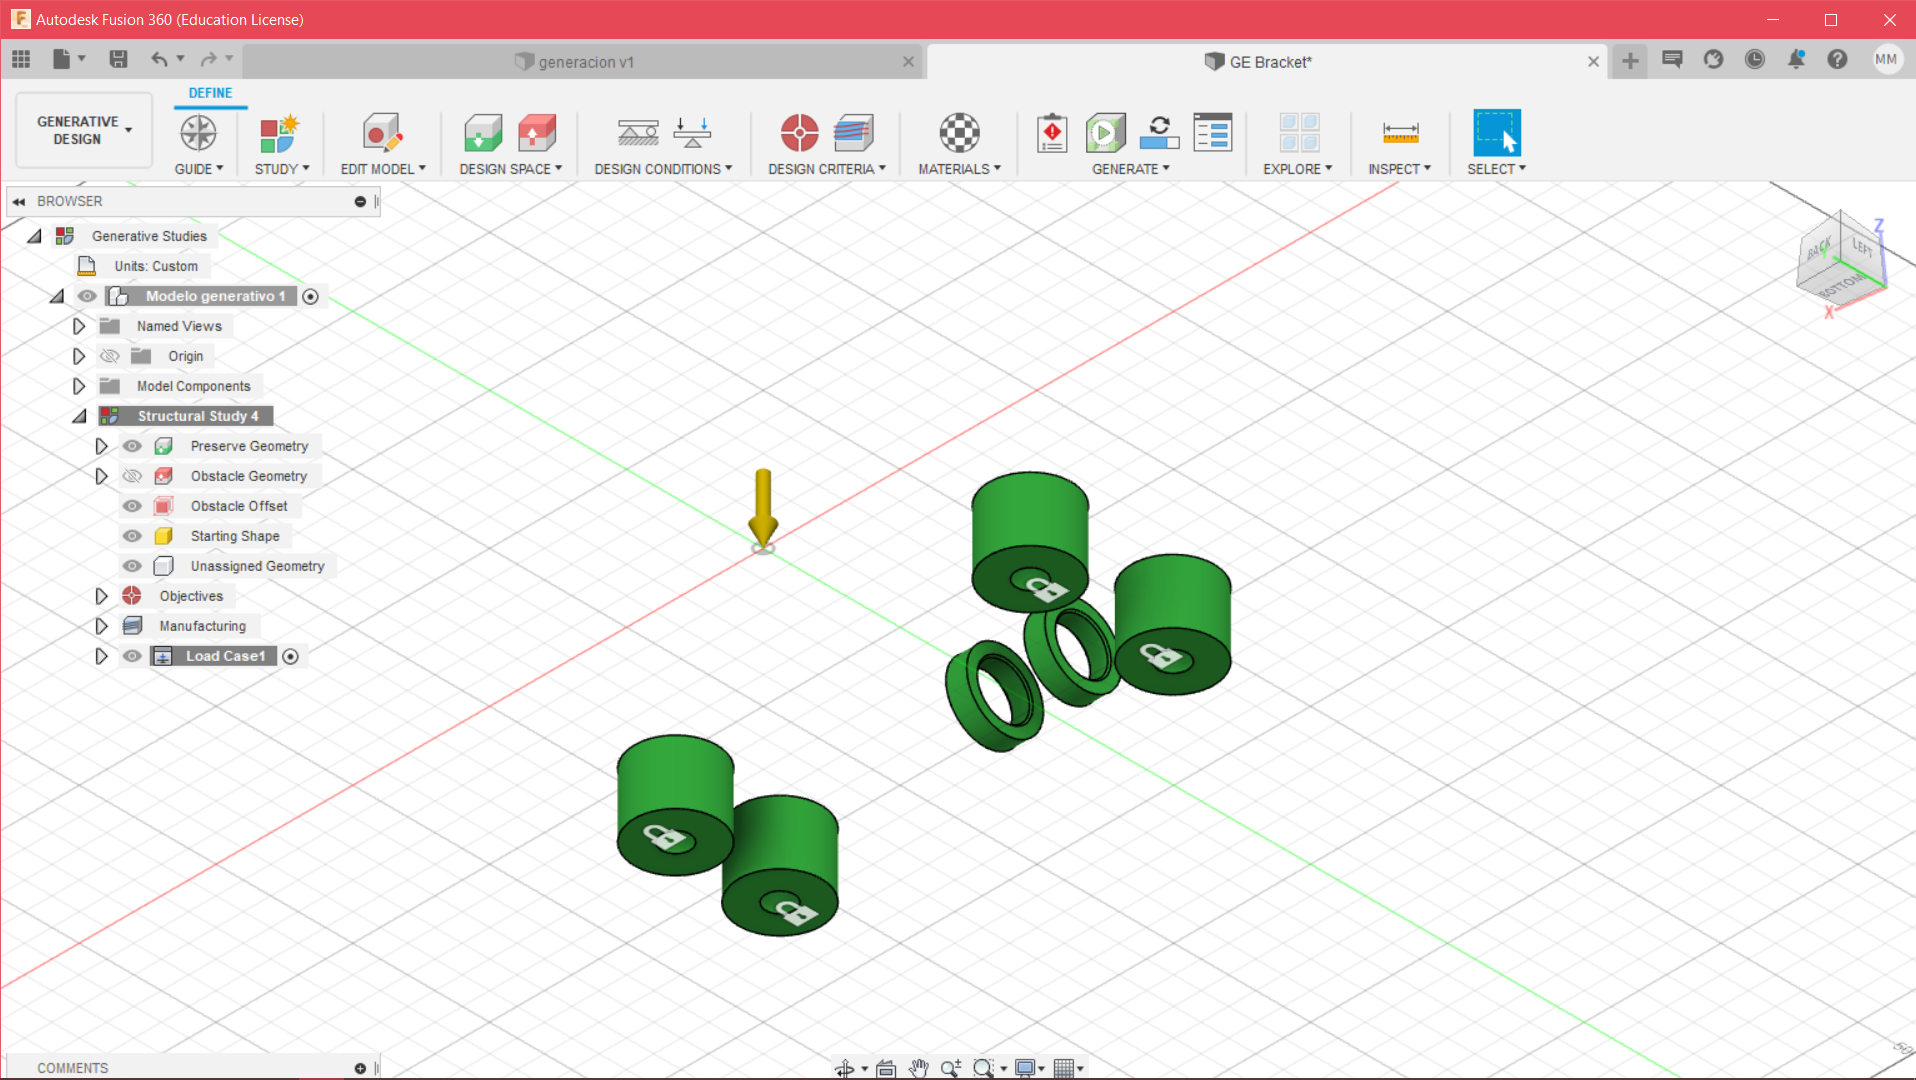 Autodesk Fusion 360 (Education License)
generacion v1
GE Bracket*
MM
DEFINE
GENERATIVE
DESIGN
GUIDE
STUDY
EDIT MODEL
DESIGN SPACE
DESIGN CONDITIONS
DESIGN CRITERIA
MATERIALS
GENERATE
EXPLORE
INSPECT
SELECT
BROWSER
Generative Studies
Units: Custom
Modelo generativo 1
Named Views
Origin
Model Components
Structural Study 4
Preserve Geometry
Obstacle Geometry
Obstacle Offset
Starting Shape
Unassigned Geometry
Objectives
Manufacturing
Load Case1
Z
BACK
LEFT
BOTTOM
X
COMMENTS